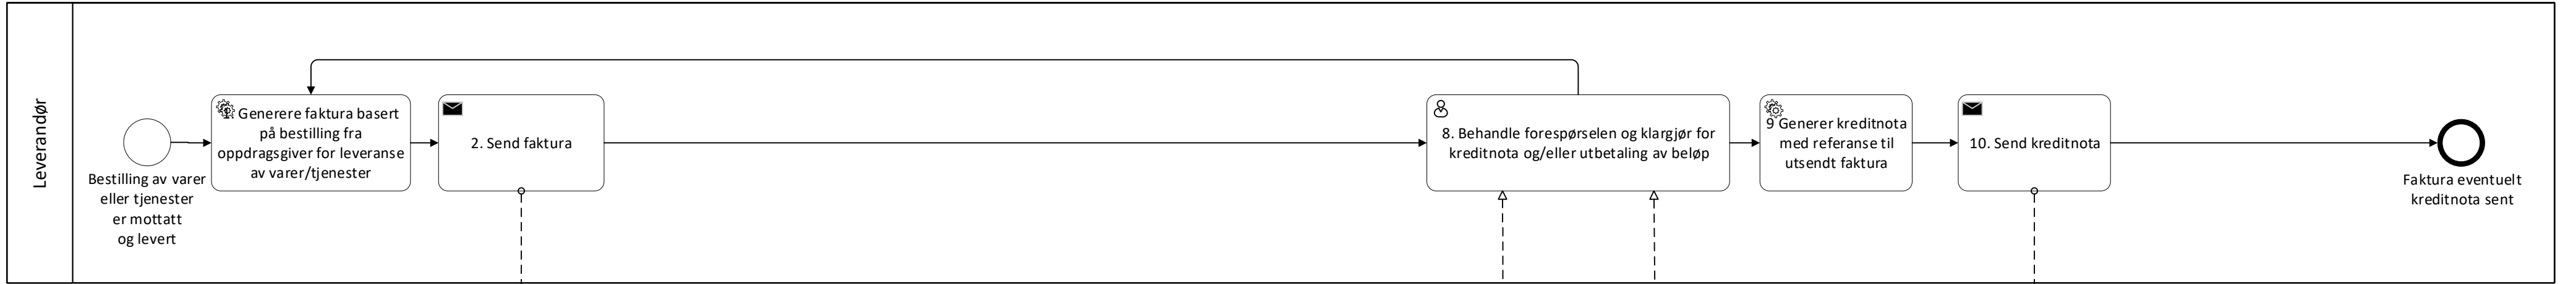 Leverandør
Bestilling av varer
eller tjenester
er mottatt
og levert
1. Generere faktura basert
på bestilling fra
oppdragsgiver for leveranse
av varer/tjenester
2. Send faktura
8. Behandle forespørselen og klargjør for
kreditnota og/eller utbetaling av beløp
9 Generer kreditnota
med referanse til
utsendt faktura
10. Send kreditnota
Faktura eventuelt
kreditnota sent